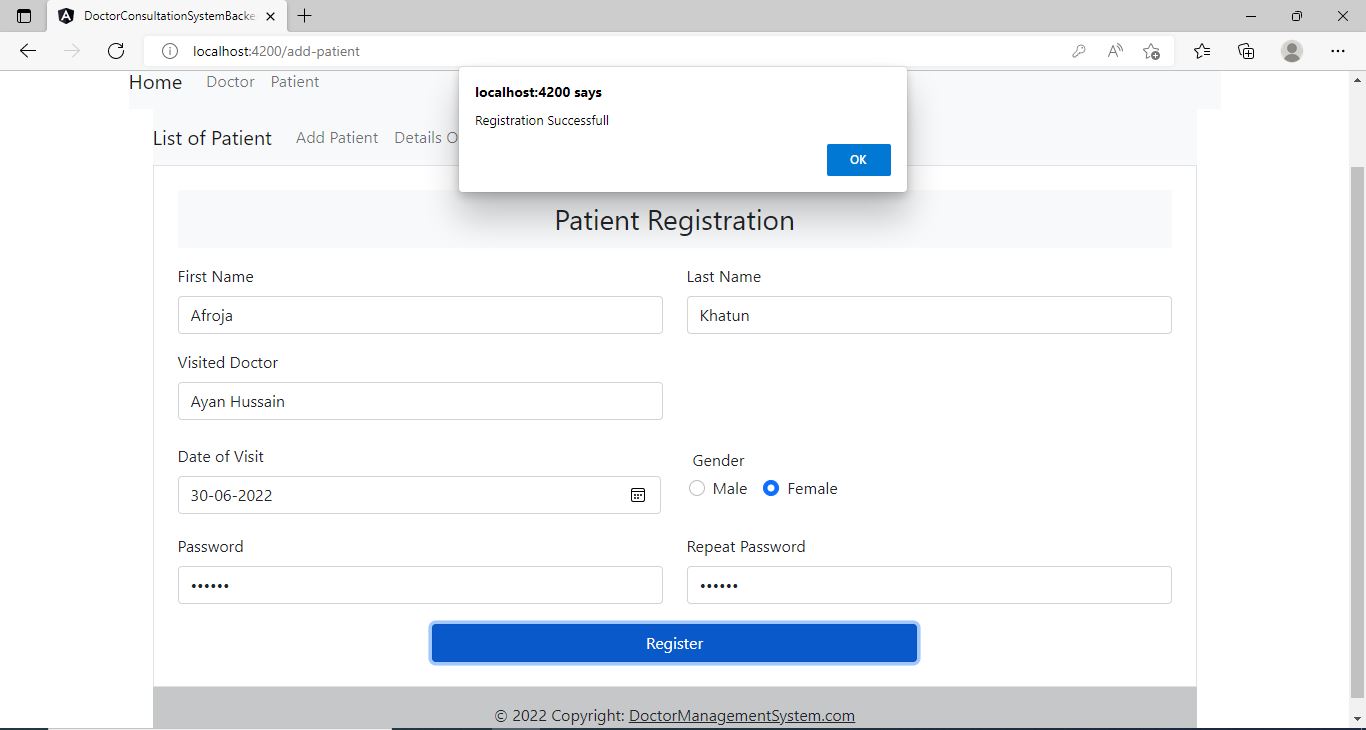 DoctorConsultationSystemBacke
localhost:4200/add-patient
Home Doctor Patient
localhost:4200 says
Registration Successfull
OK
List of Patient Add Patient Details O
Patient Registration
First Name Last Name
Afroja Khatun
Visited Doctor
Ayan Hussain
Date of Visit Gender
30-06-2022 Male Female
Password Repeat Password
•••••• ••••••
Register
© 2022 Copyright: DoctorManagementSystem.com